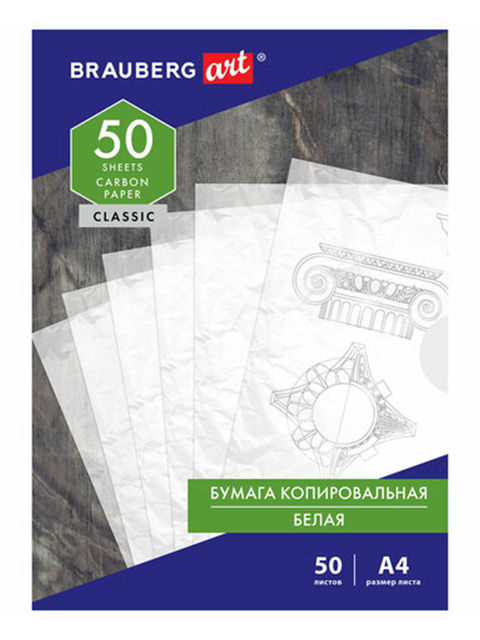 BRAUBERG art®
50
SHEETS
CARBON
PAPER
CLASSIC
БУМАГА КОПИРОВАЛЬНАЯ
БЕЛАЯ
50 A4
листов размер листа